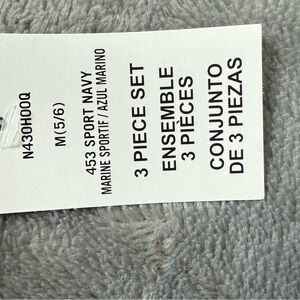 N430H00Q
M(5/6)
453 SPORT NAVY
MARINE SPORTIF / AZUL MARINO
3 PIECE SET
ENSEMBLE
3 PIÈCES
CONJUNTO
DE 3 PIEZAS